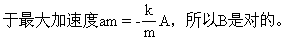 于最大加速度am = -k/m A，所以B是对的。